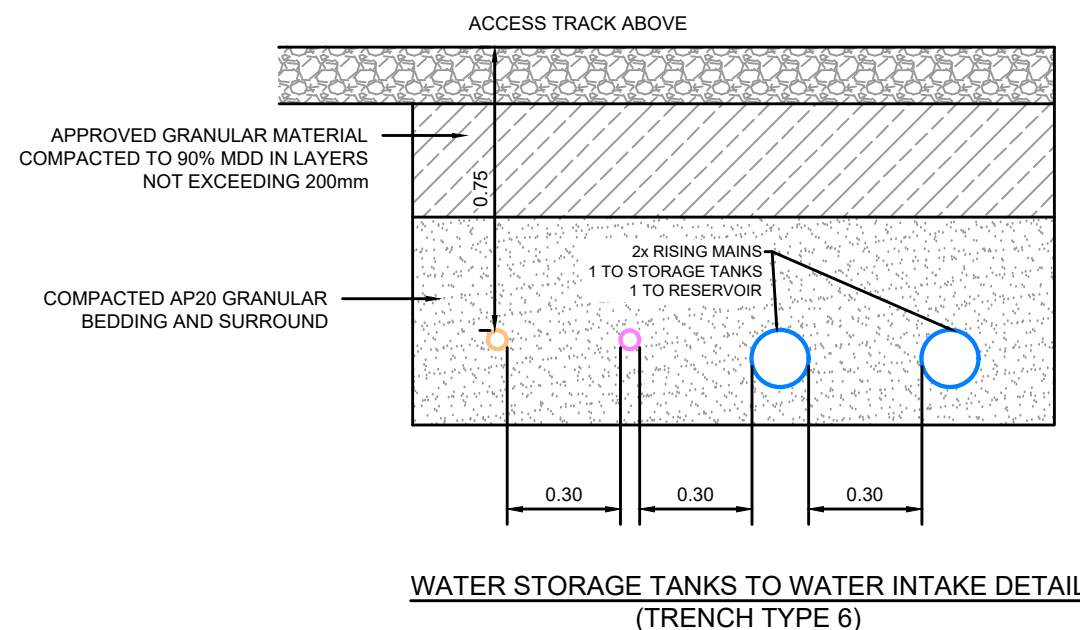 ACCESS TRACK ABOVE
APPROVED GRANULAR MATERIAL
COMPACTED TO 90% MDD IN LAYERS
NOT EXCEEDING 200mm
0.75
2x RISING MAINS
1 TO STORAGE TANKS
1 TO RESERVOIR
COMPACTED AP20 GRANULAR
BEDDING AND SURROUND
0.30
0.30
0.30
WATER STORAGE TANKS TO WATER INTAKE DETAIL
(TRENCH TYPE 6)